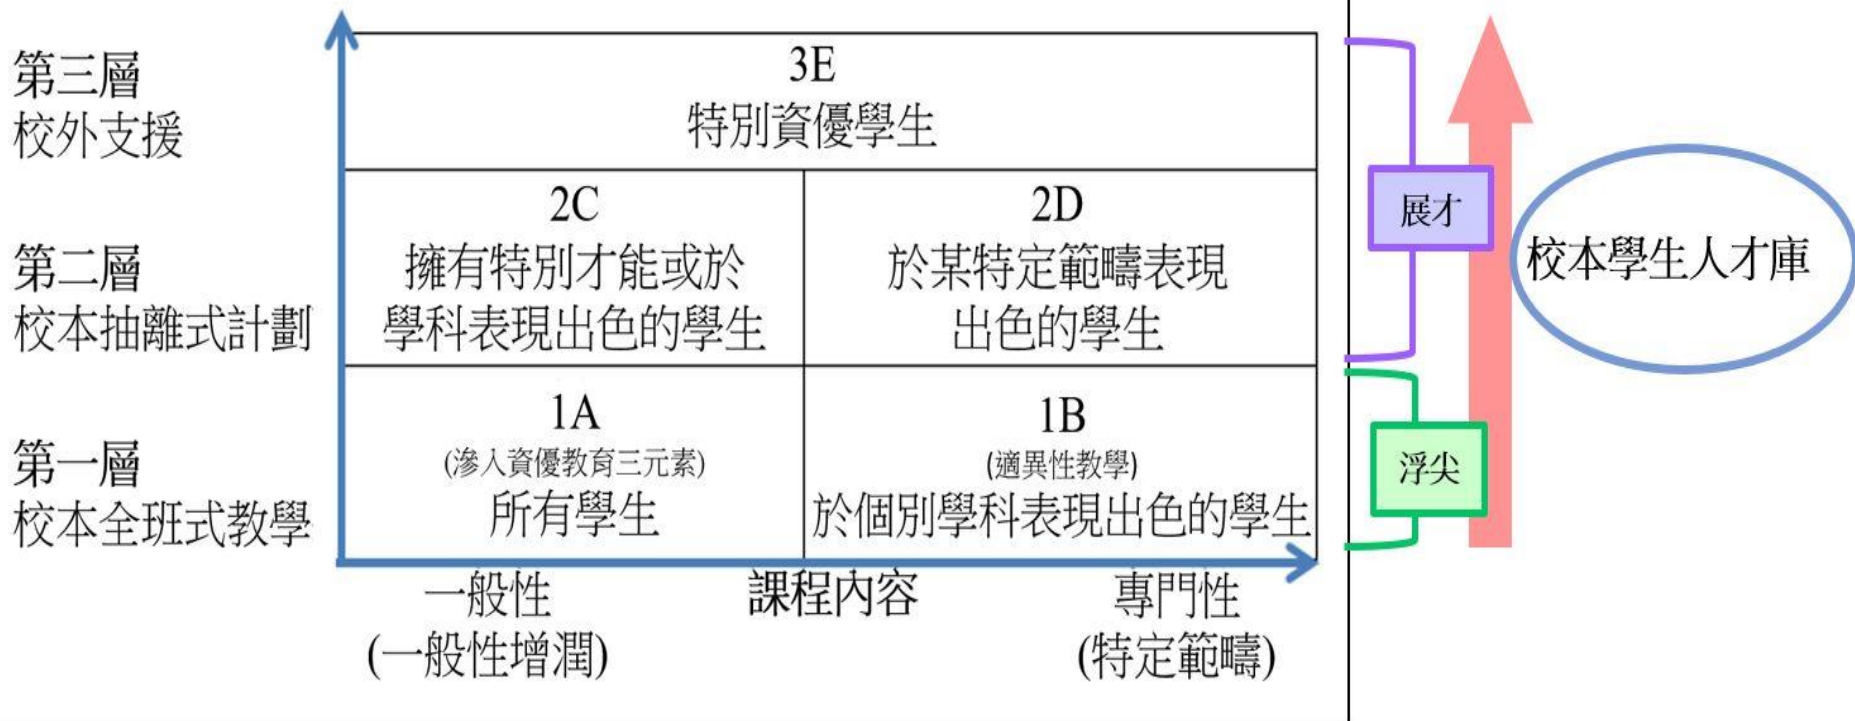 第三層
校外支援
3E
特別資優學生
第二層
校本抽離式計劃
2C
擁有特別才能或於
學科表現出色的學生
2D
於某特定範疇表現
出色的學生
第一層
校本全班式教學
1A
(滲入資優教育三元素)
所有學生
1B
(適異性教學)
於個別學科表現出色的學生
一般性
(一般性增潤)
課程內容
專門性
(特定範疇)
展才
浮尖
校本學生人才庫